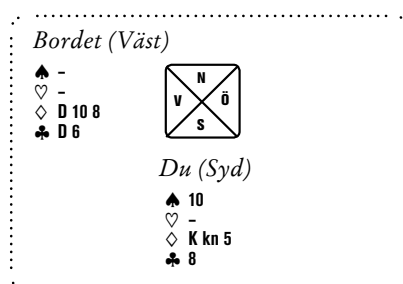 Bordet (Väst)
♠ –
♡ –
♢ D 10 8
♣ D 6
N
V Ö
S
Du (Syd)
♠ 10
♡ –
♢ K kn 5
♣ 8